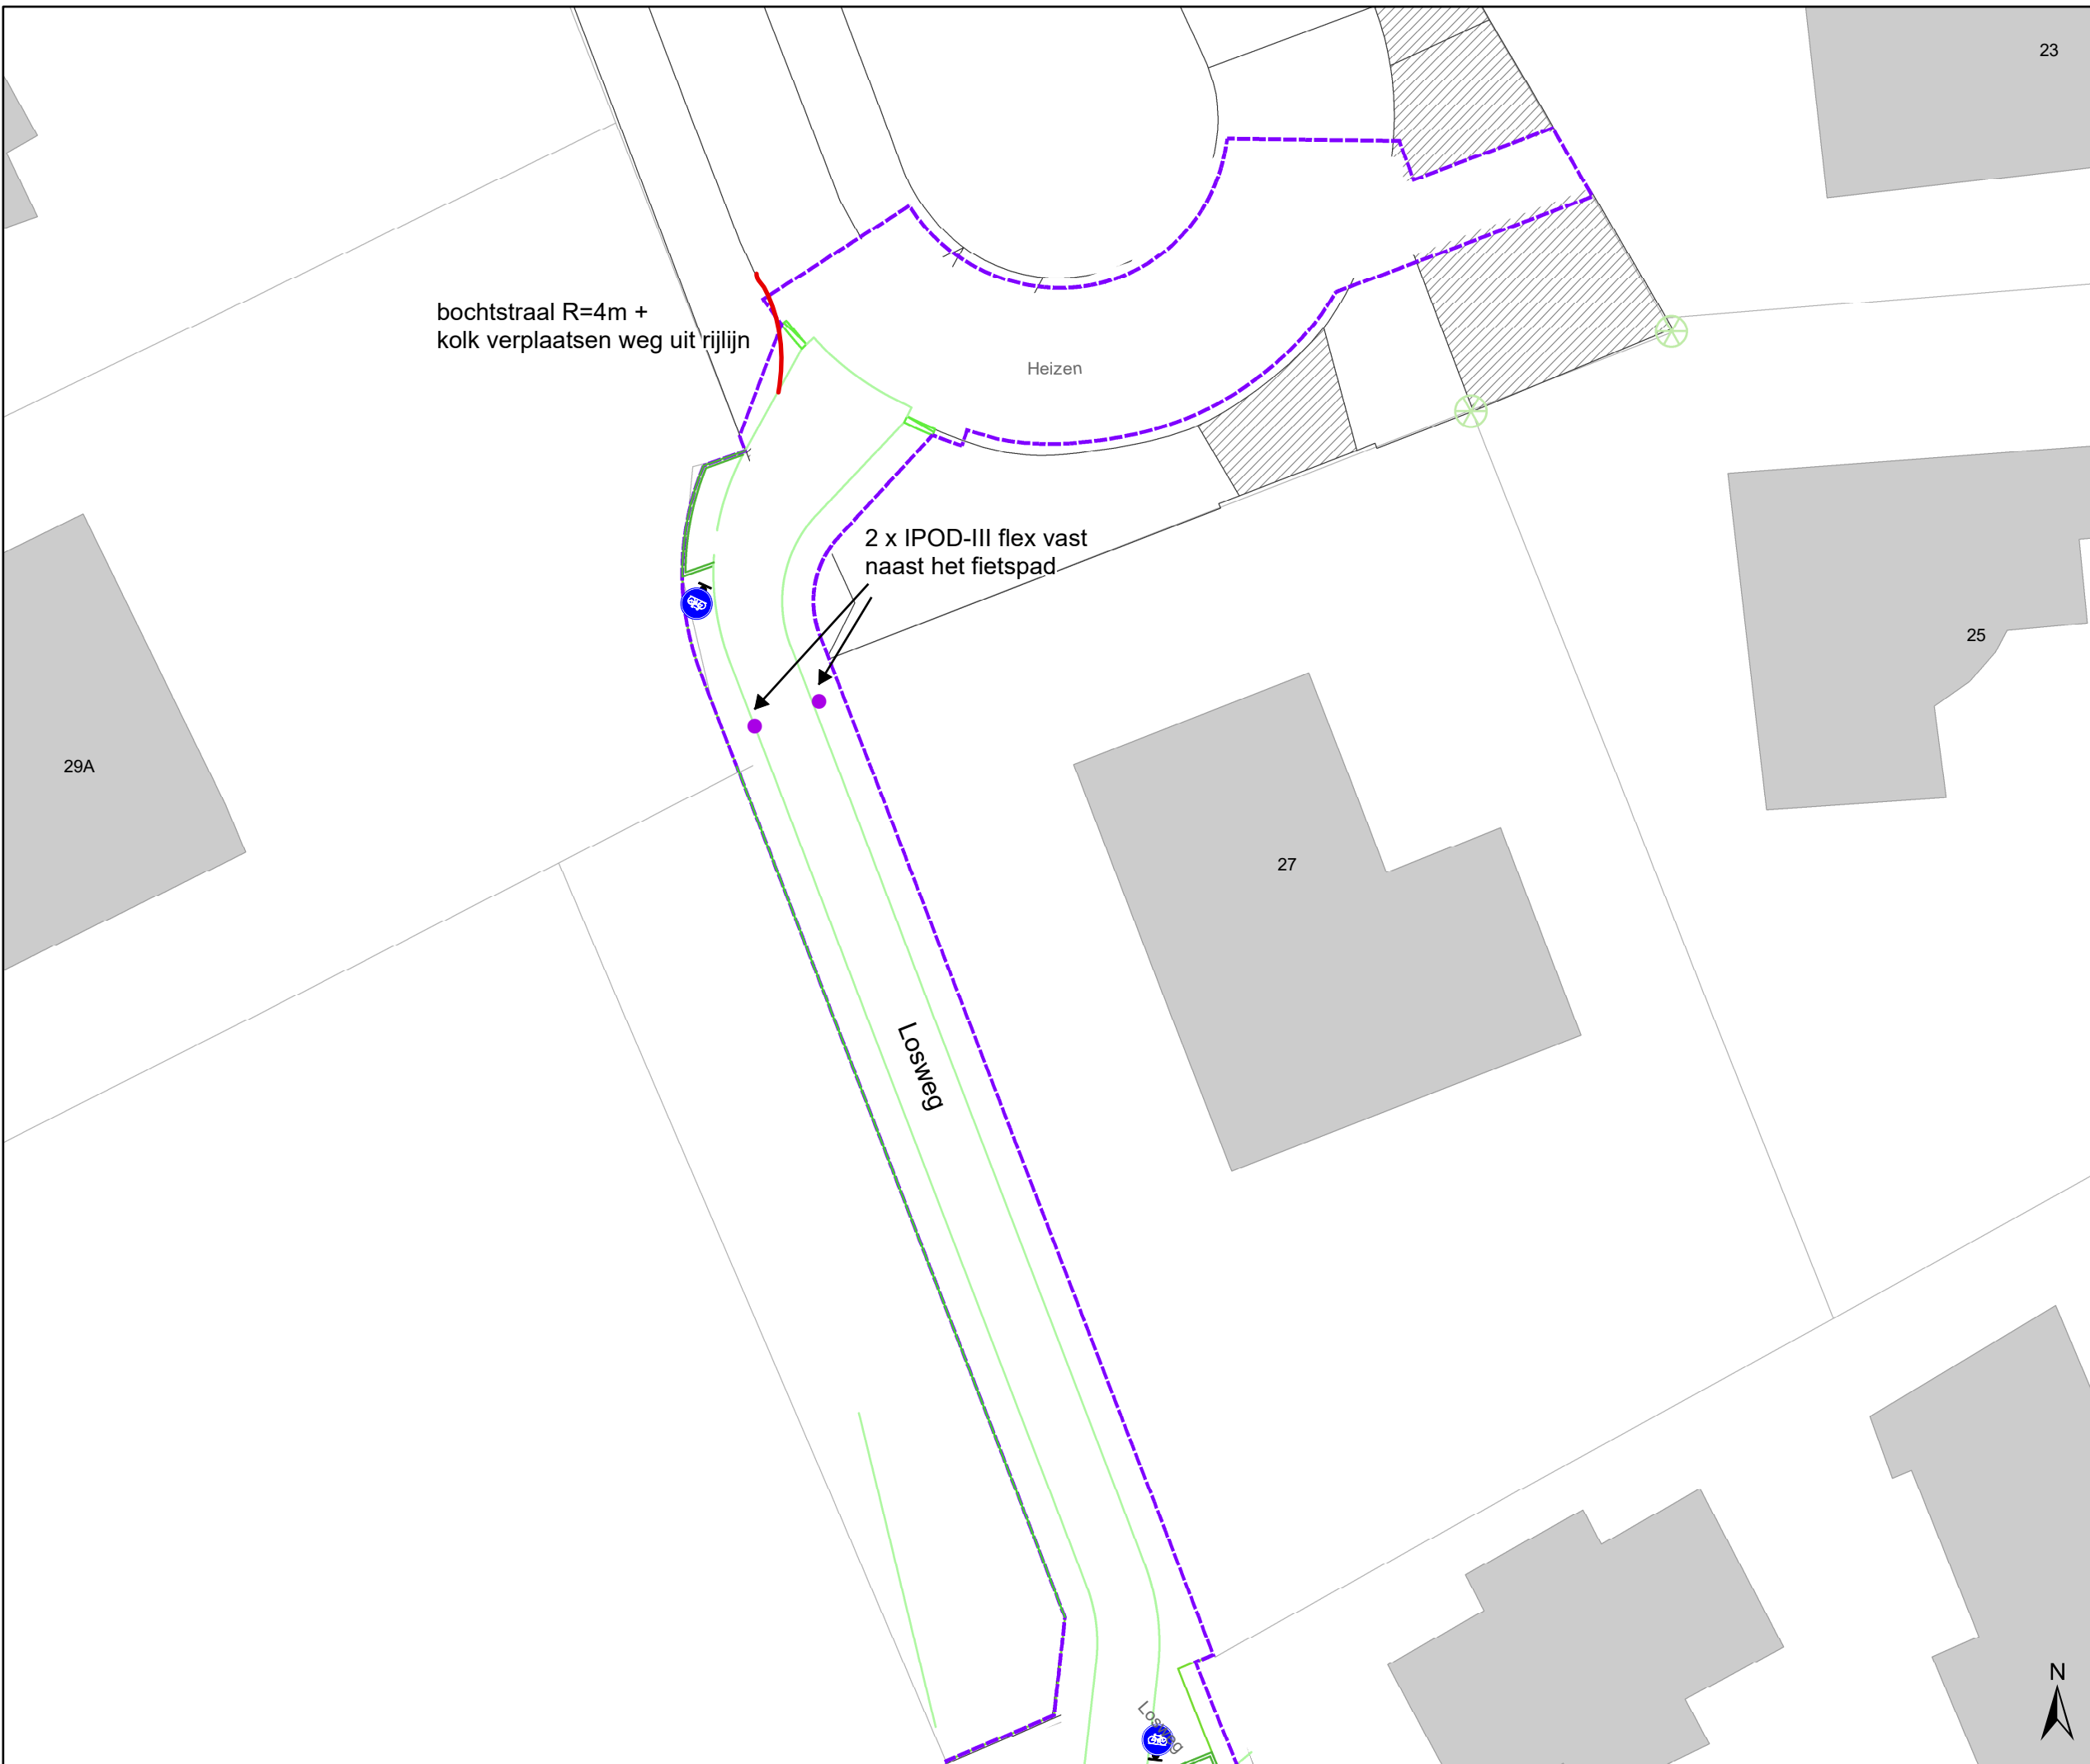 23
bochtstraal R=4m +
kolk verplaatsen weg uit rijlijn
Heizen
2 x IPOD-III flex vast
naast het fietspad
25
29A
27
Losweg
N
Losweg